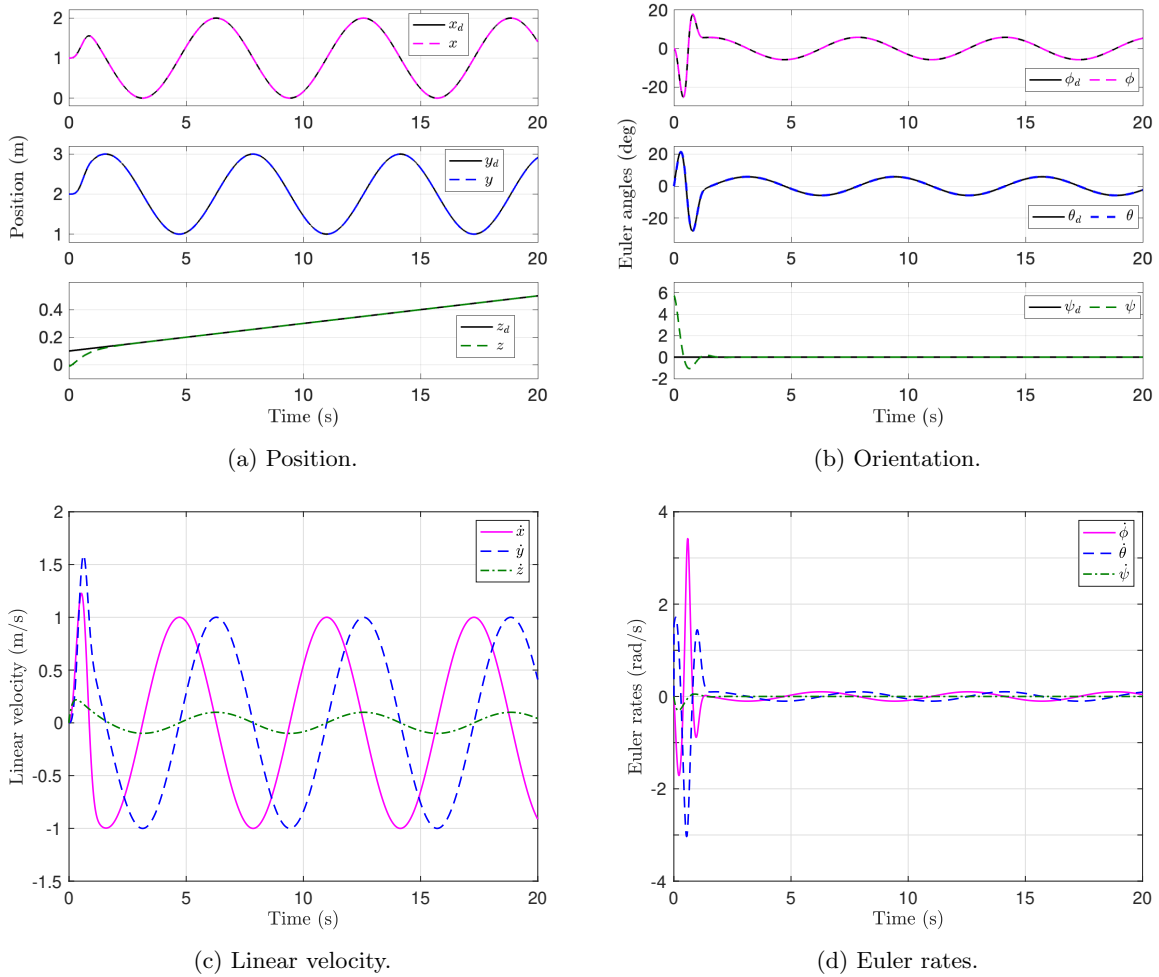 2
1
0
x_d
x
0
5
10
15
20
3
2
1
y_d
y
0
5
10
15
20
0.4
0.2
0
z_d
z
0
5
10
15
20
Position (m)
Time (s)
(a) Position.
20
0
-20
ϕ_d
ϕ
0
5
10
15
20
20
0
-20
θ_d
θ
0
5
10
15
20
6
4
2
0
-2
ψ_d
ψ
0
5
10
15
20
Euler angles (deg)
Time (s)
(b) Orientation.
2
1.5
1
0.5
0
-0.5
-1
-1.5
ẋ
ẏ
ż
0
5
10
15
20
Linear velocity (m/s)
Time (s)
(c) Linear velocity.
4
2
0
-2
-4
ϕ̇
θ̇
ψ̇
0
5
10
15
20
Euler rates (rad/s)
Time (s)
(d) Euler rates.